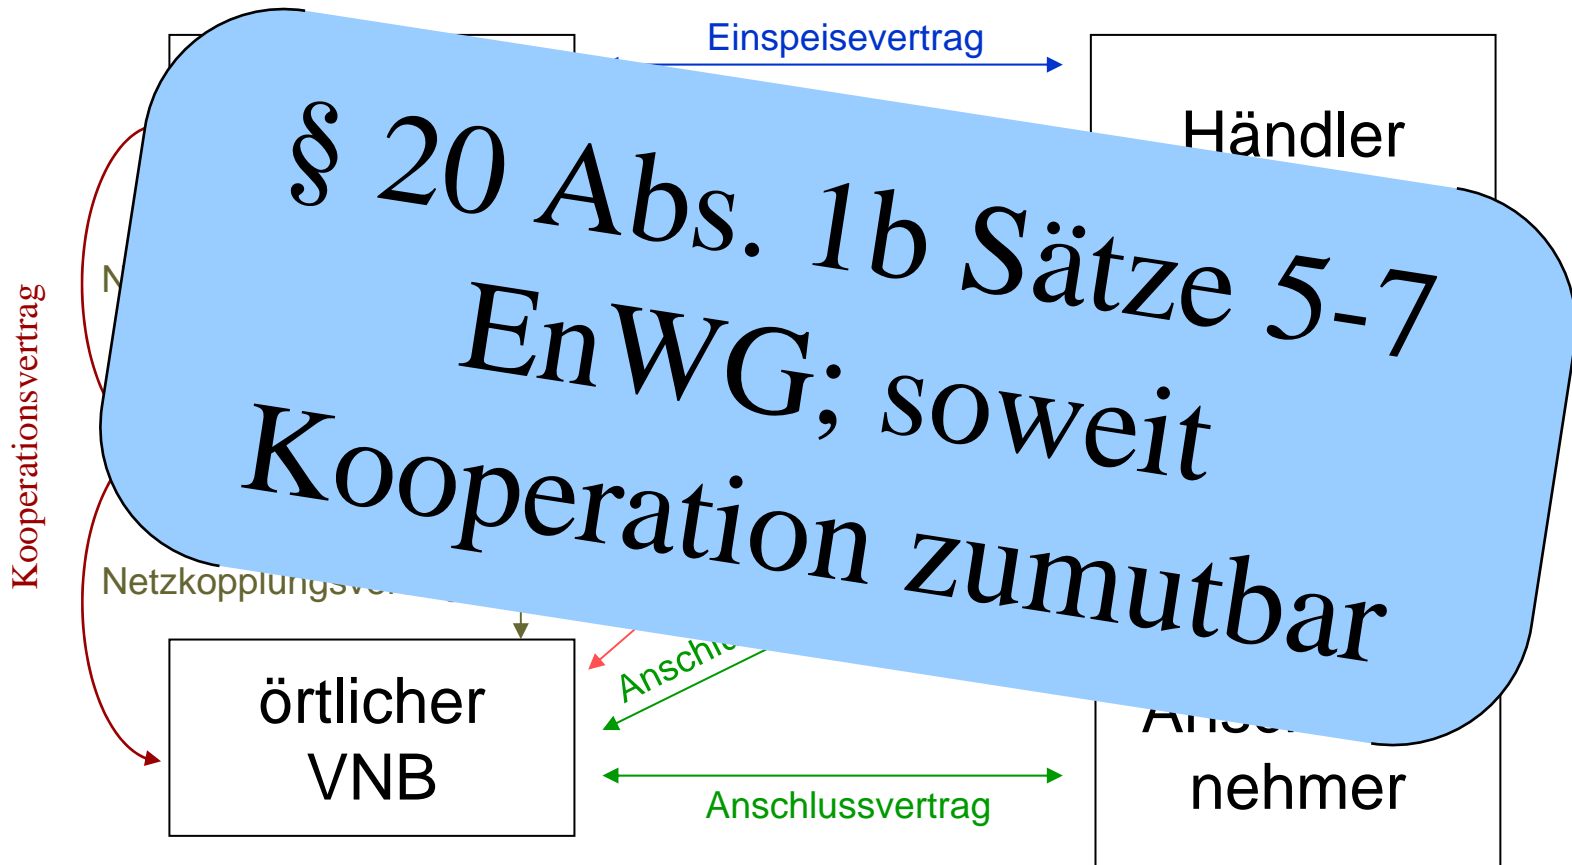 Einspeisevertrag
Händler
§ 20 Abs. 1b Sätze 5-7
EnWG; soweit
Kooperation zumutbar
Kooperationsvertrag
örtlicher
VNB
Anschlussvertrag
nehmer